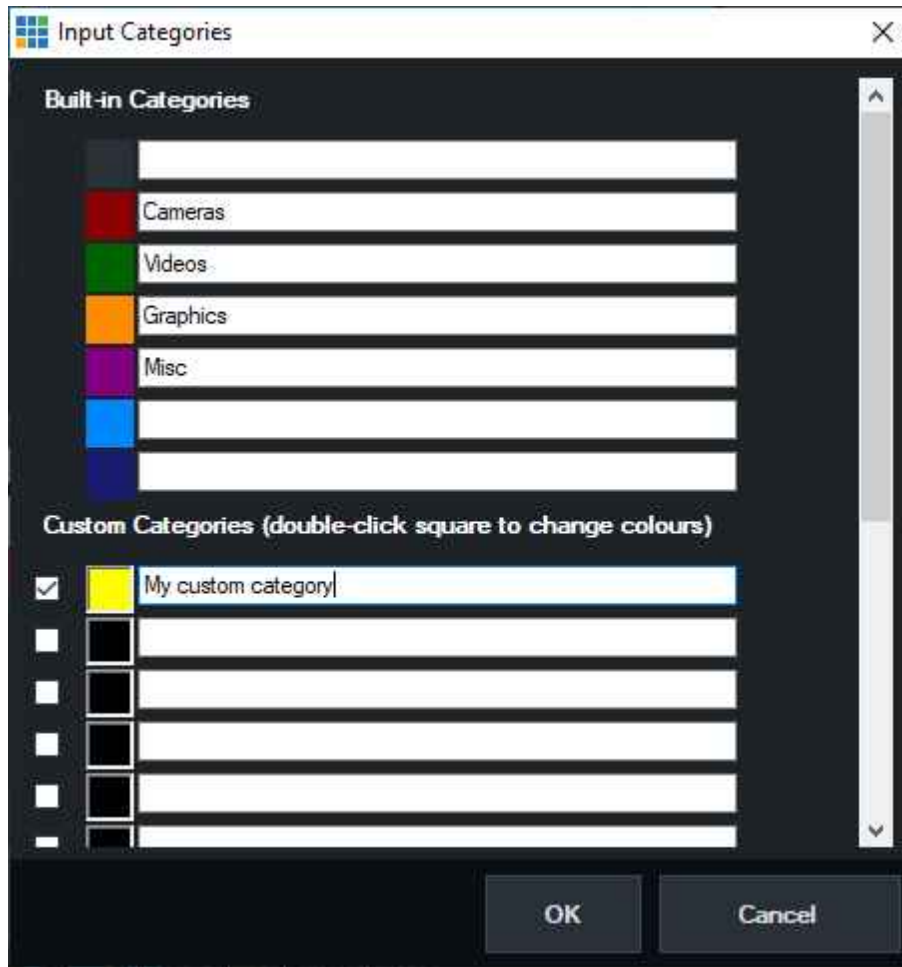 Input Categories
Built-in Categories
Cameras
Videos
Graphics
Misc
Custom Categories (double-click square to change colours)
My custom category
OK
Cancel